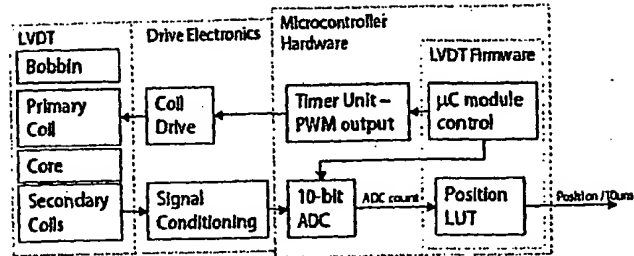 Microcontroller
Hardware
LVDT
Drive Electronics
LVDT Firmware
Bobbin
Primary
Coil
Coil
Drive
Timer Unit –
PWM output
µC module
control
Core
Secondary
Coils
Signal
Conditioning
10-bit
ADC
ADC count
Position
LUT
Position /10um